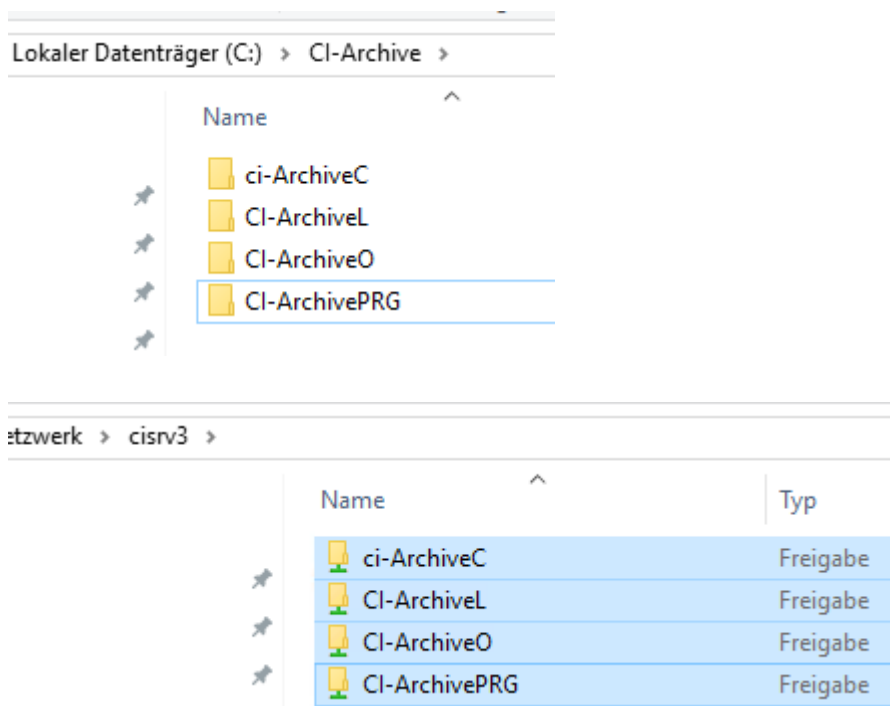 Lokaler Datenträger (C:) > CI-Archive >
Name
ci-ArchiveC
CI-ArchiveL
CI-ArchiveO
CI-ArchivePRG
etzwerk > cisrv3 >
Name Typ
ci-ArchiveC Freigabe
CI-ArchiveL Freigabe
CI-ArchiveO Freigabe
CI-ArchivePRG Freigabe